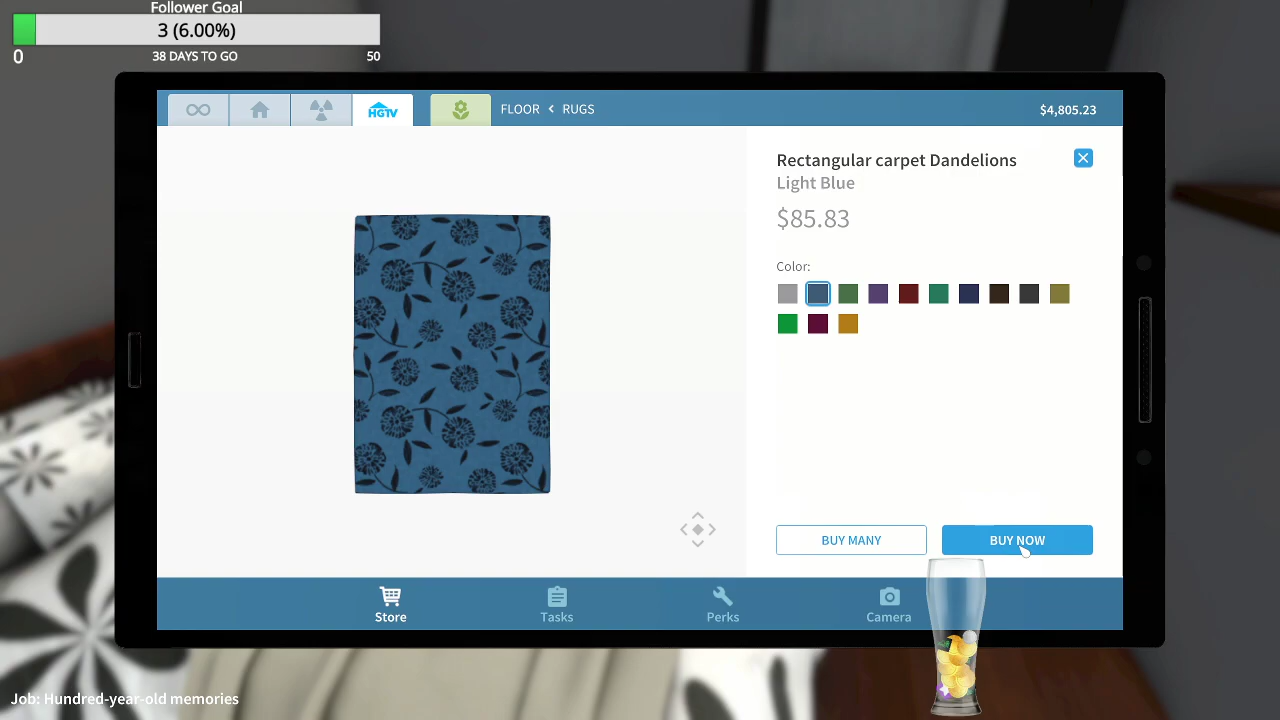 Follower Goal
3 (6.00%)
0 38 DAYS TO GO 50
HGTV FLOOR < RUGS $4,805.23
Rectangular carpet Dandelions
Light Blue
$85.83
Color:
BUY MANY BUY NOW
Store Tasks Perks Camera
Job: Hundred-year-old memories